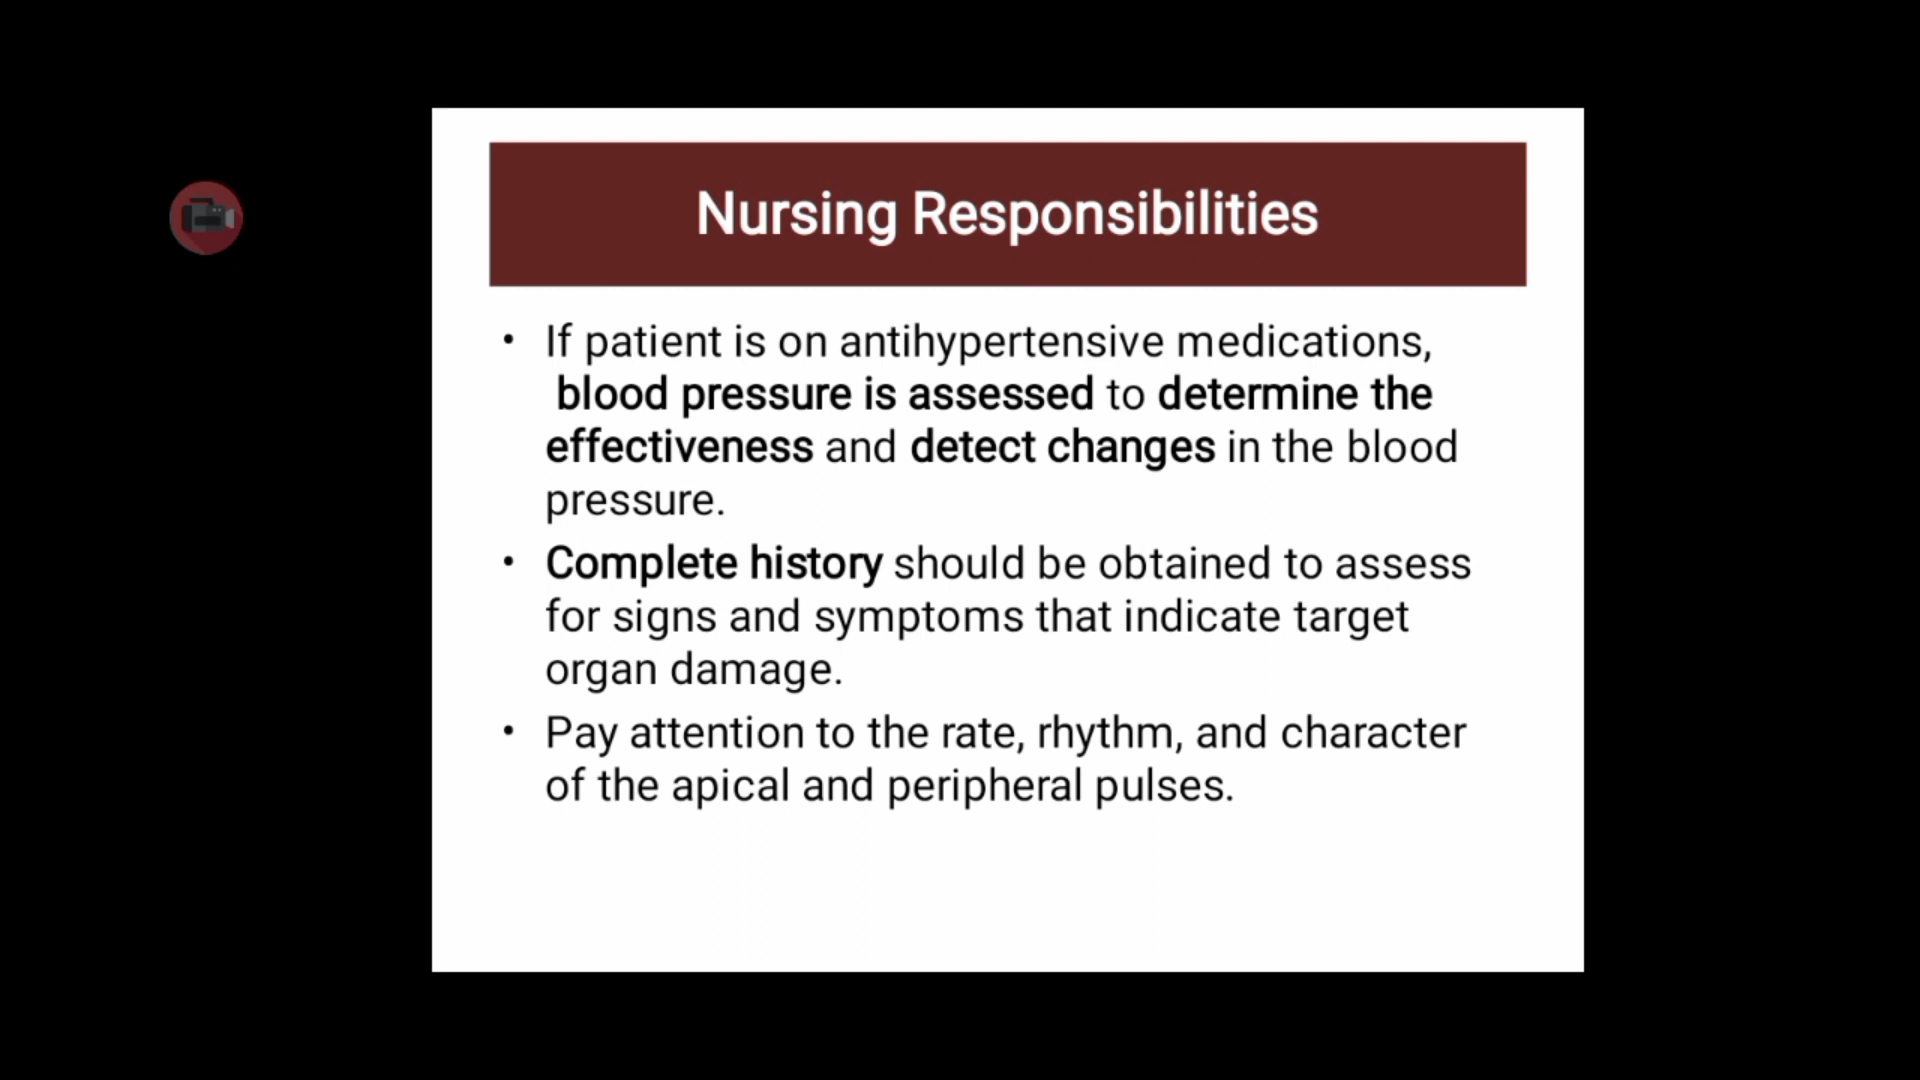 Nursing Responsibilities
• If patient is on antihypertensive medications,
blood pressure is assessed to determine the
effectiveness and detect changes in the blood
pressure.
• Complete history should be obtained to assess
for signs and symptoms that indicate target
organ damage.
• Pay attention to the rate, rhythm, and character
of the apical and peripheral pulses.